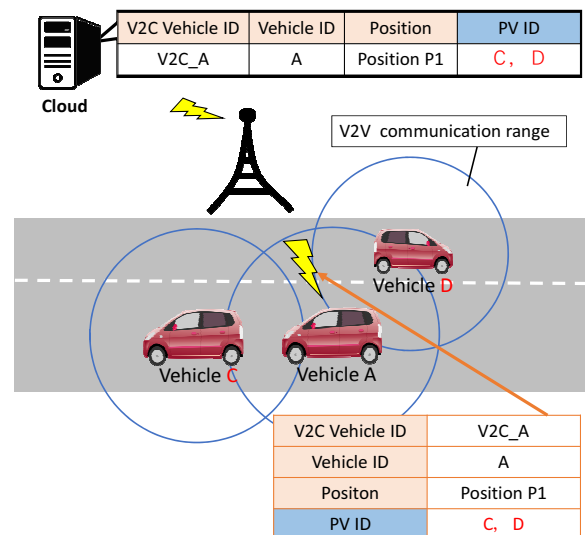 V2C Vehicle ID Vehicle ID Position PV ID
V2C_A A Position P1 C, D
Cloud
V2V communication range
Vehicle D
Vehicle C Vehicle A
V2C Vehicle ID V2C_A
Vehicle ID A
Positon Position P1
PV ID C, D